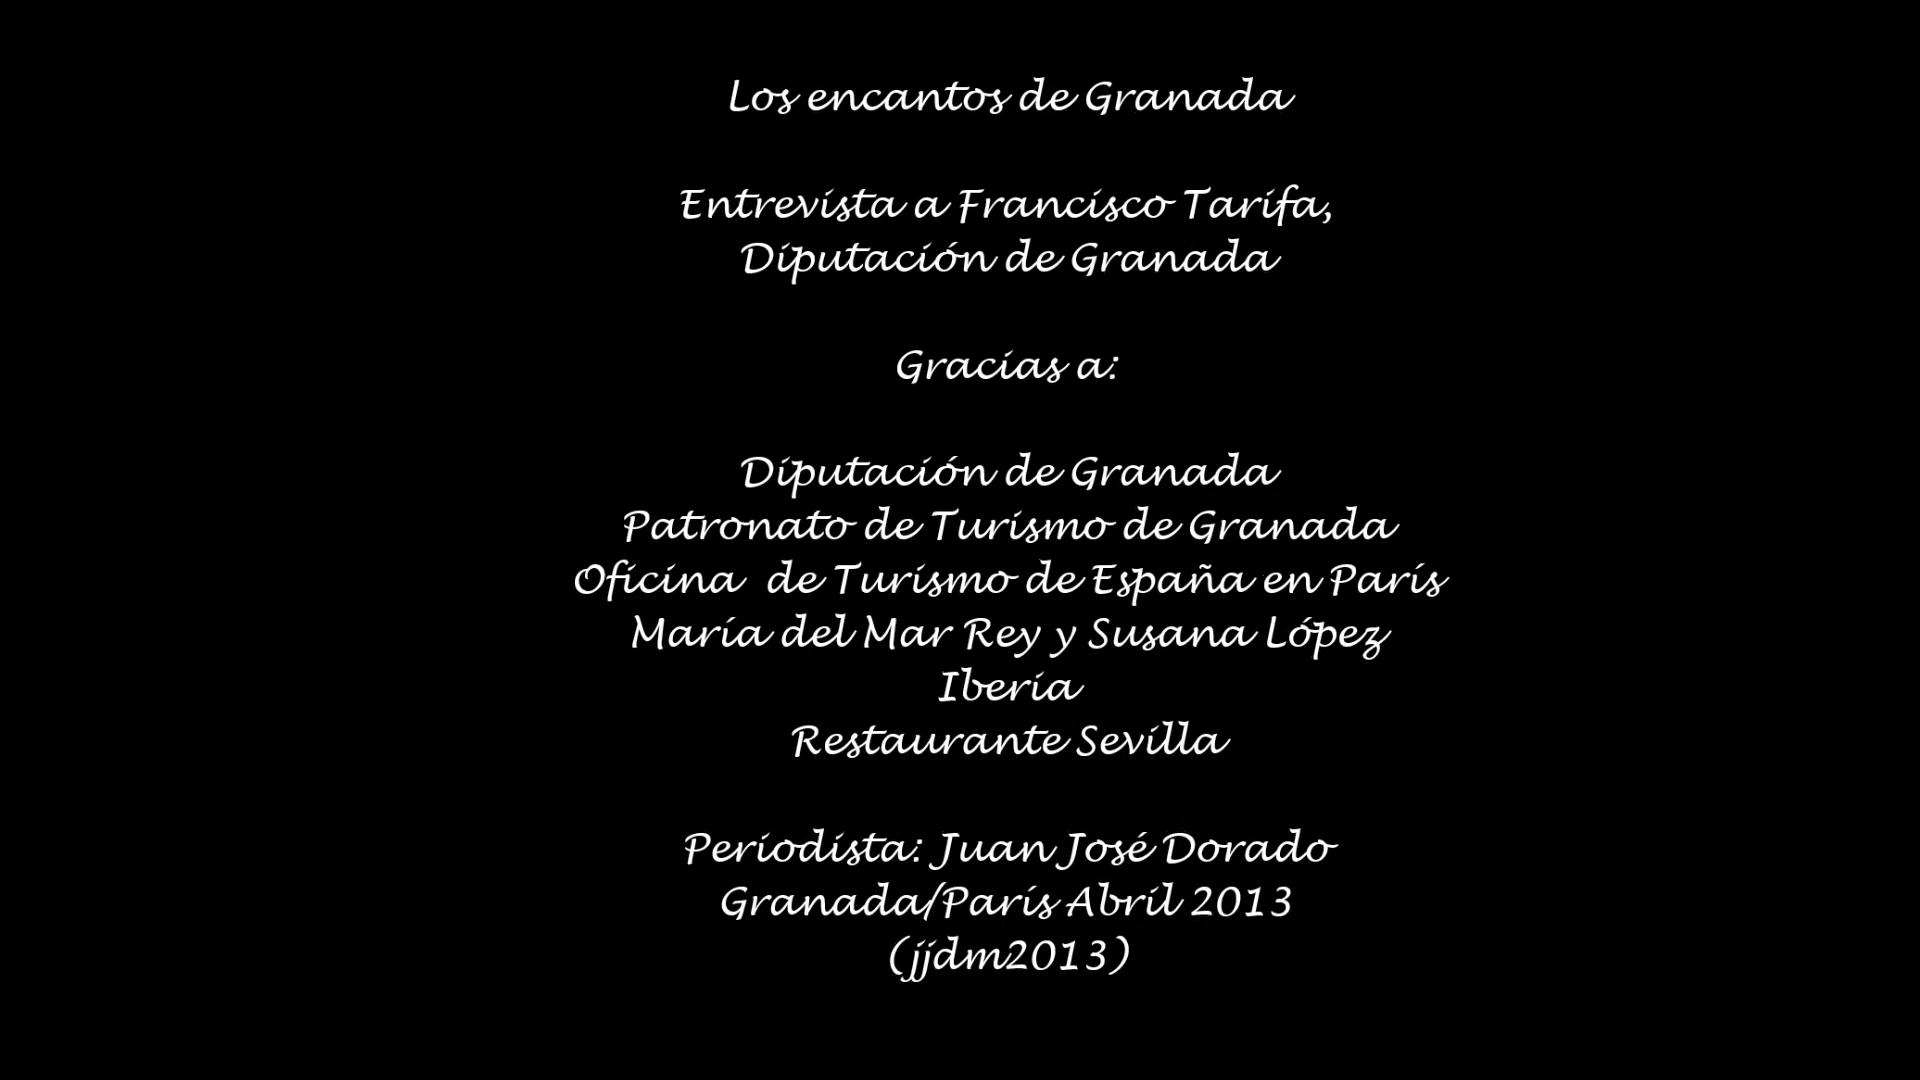 Los encantos de Granada
Entrevista a Francisco Tarifa,
Diputación de Granada
Gracias a:
Diputación de Granada
Patronato de Turismo de Granada
Oficina  de Turismo de España en París
María del Mar Rey y Susana López
Iberia
Restaurante Sevilla
Periodista: Juan José Dorado
Granada/París Abril 2013
(jjdm2013)